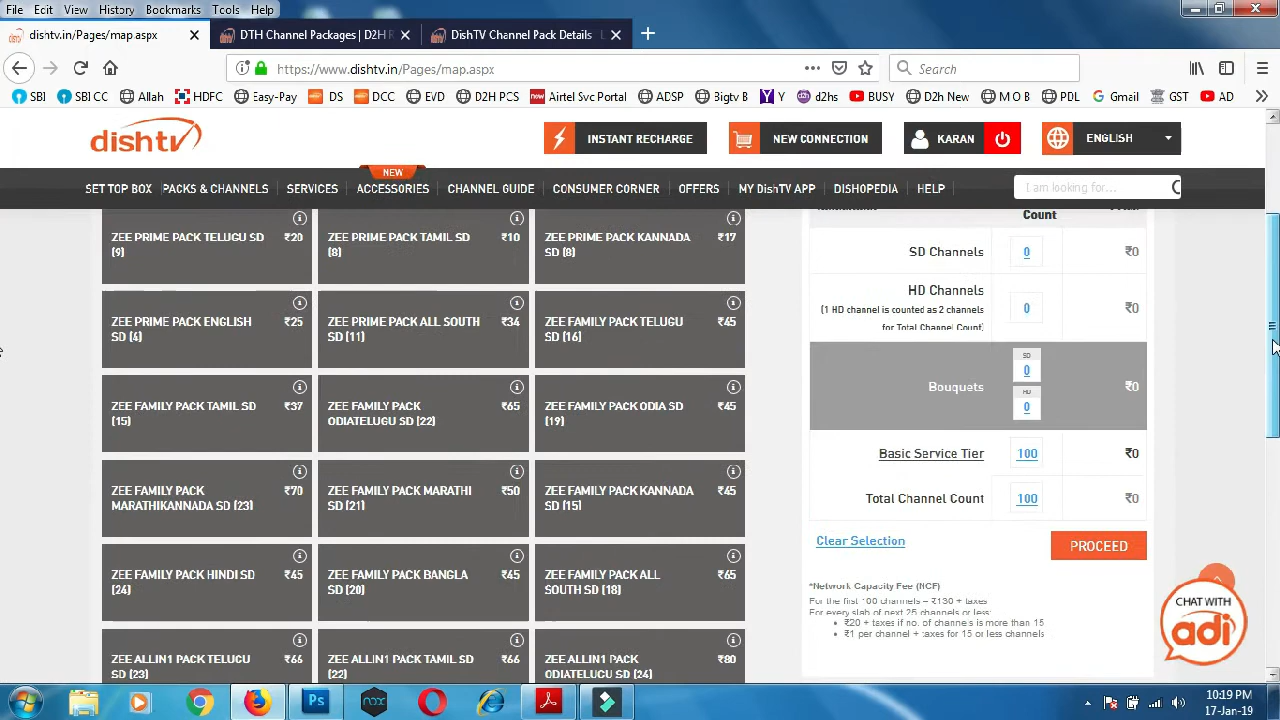 File Edit View History Bookmarks Tools Help
dishtv.in/Pages/map.aspx
DTH Channel Packages | D2H R
DishTV Channel Pack Details
https://www.dishtv.in/Pages/map.aspx
Search
SBI SBI CC Allah HDFC Easy-Pay DS DCC EVD D2H PCS Airtel Svc Portal ADSP Bigtv B Y d2hs BUSY D2h New M O B PDL Gmail GST AD
dishtv
INSTANT RECHARGE
NEW CONNECTION
KARAN
ENGLISH
NEW
SET TOP BOX PACKS & CHANNELS SERVICES ACCESSORIES CHANNEL GUIDE CONSUMER CORNER OFFERS MY DishTV APP DISHOPEDIA HELP
I am looking for...
ZEE PRIME PACK TELUGU SD ₹20
(9)
ZEE PRIME PACK TAMIL SD ₹10
(8)
ZEE PRIME PACK KANNADA ₹17
SD (8)
ZEE PRIME PACK ENGLISH ₹25
SD (4)
ZEE PRIME PACK ALL SOUTH ₹34
SD (11)
ZEE FAMILY PACK TELUGU ₹45
SD (16)
ZEE FAMILY PACK TAMIL SD ₹37
(15)
ZEE FAMILY PACK ₹65
ODIATELUGU SD (22)
ZEE FAMILY PACK ODIA SD ₹45
(19)
ZEE FAMILY PACK ₹70
MARATHIKANNADA SD (23)
ZEE FAMILY PACK MARATHI ₹50
SD (21)
ZEE FAMILY PACK KANNADA ₹45
SD (15)
ZEE FAMILY PACK HINDI SD ₹45
(24)
ZEE FAMILY PACK BANGLA ₹45
SD (20)
ZEE FAMILY PACK ALL ₹65
SOUTH SD (18)
ZEE ALLIN1 PACK TELUCU ₹66
SD (23)
ZEE ALLIN1 PACK TAMIL SD ₹66
(22)
ZEE ALLIN1 PACK ₹80
ODIATELUCU SD (24)
Count
SD Channels 0 ₹0
HD Channels 0 ₹0
(1 HD channel is counted as 2 channels
for Total Channel Count)
SD
0
Bouquets ₹0
HD
0
Basic Service Tier 100 ₹0
Total Channel Count 100 ₹0
Clear Selection
PROCEED
*Network Capacity Fee (NCF)
For the first 100 channels – ₹130 + taxes
For every slab of next 25 channels or less:
• ₹20 + taxes if no. of channels is more than 15
• ₹1 per channel + taxes for 15 or less channels
CHAT WITH
adi
Ps
nox
10:19 PM
17-Jan-19